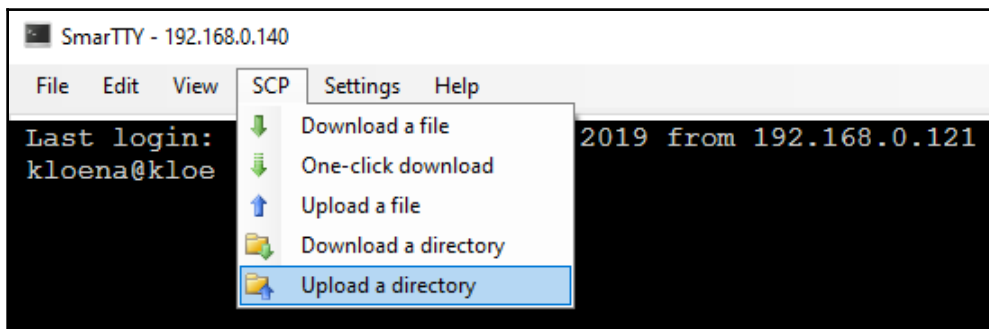 SmarTTY - 192.168.0.140
File Edit View SCP Settings Help
Last login: 2019 from 192.168.0.121
kloena@kloe
Download a file
One-click download
Upload a file
Download a directory
Upload a directory